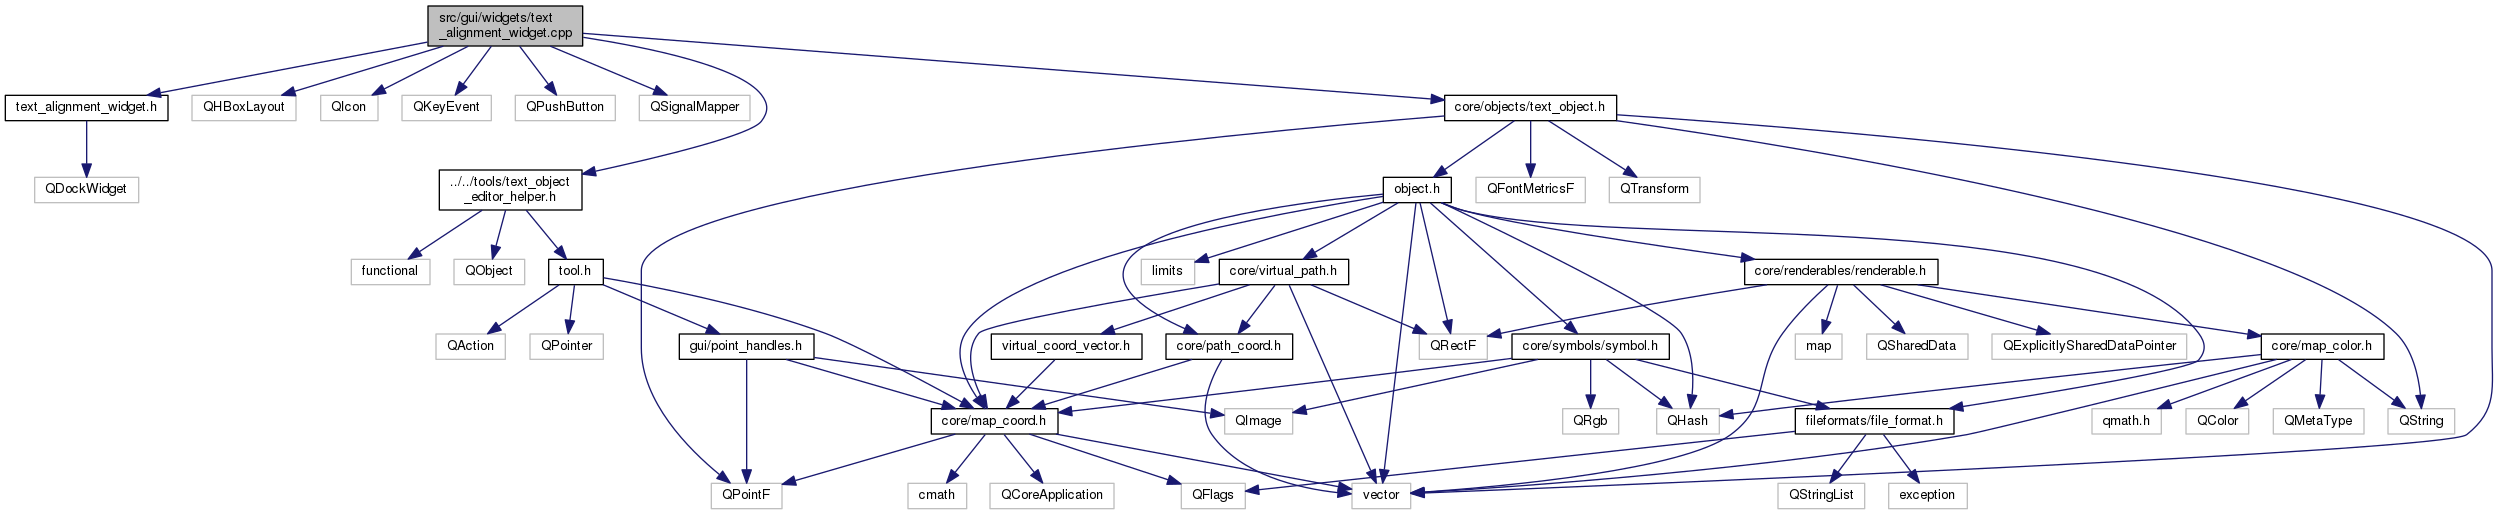 src/gui/widgets/text
_alignment_widget.cpp
text_alignment_widget.h
QHBoxLayout
QIcon
QKeyEvent
QPushButton
QSignalMapper
core/objects/text_object.h
QDockWidget
../../tools/text_object
_editor_helper.h
object.h
QFontMetricsF
QTransform
functional
QObject
tool.h
limits
core/virtual_path.h
core/renderables/renderable.h
QAction
QPointer
gui/point_handles.h
virtual_coord_vector.h
core/path_coord.h
QRectF
core/symbols/symbol.h
map
QSharedData
QExplicitlySharedDataPointer
core/map_color.h
core/map_coord.h
QImage
QRgb
QHash
fileformats/file_format.h
qmath.h
QColor
QMetaType
QString
QPointF
cmath
QCoreApplication
QFlags
vector
QStringList
exception